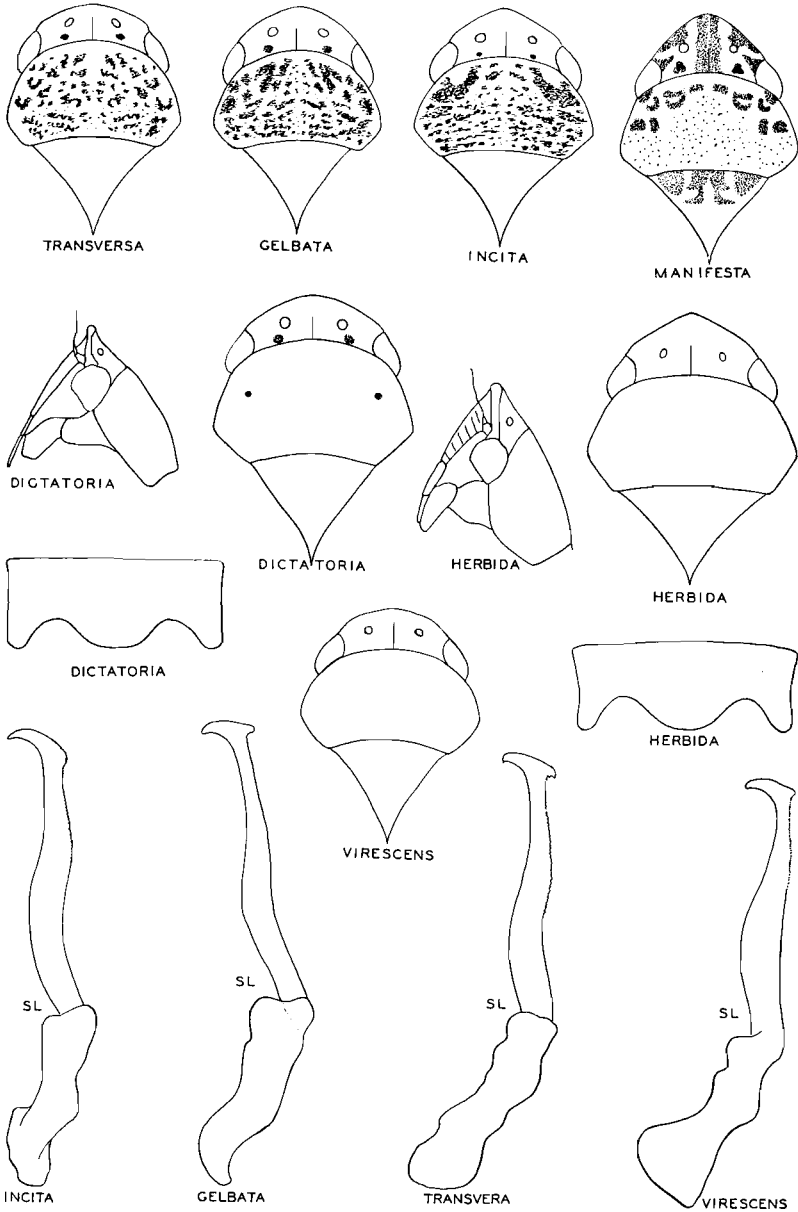 TRANSVERSA
GELBATA
INCITA
MANIFESTA
DICTATORIA
DICTATORIA
HERBIDA
HERBIDA
DICTATORIA
VIRESCENS
HERBIDA
SL
SL
SL
SL
INCITA
GELBATA
TRANSVERA
VIRESCENS